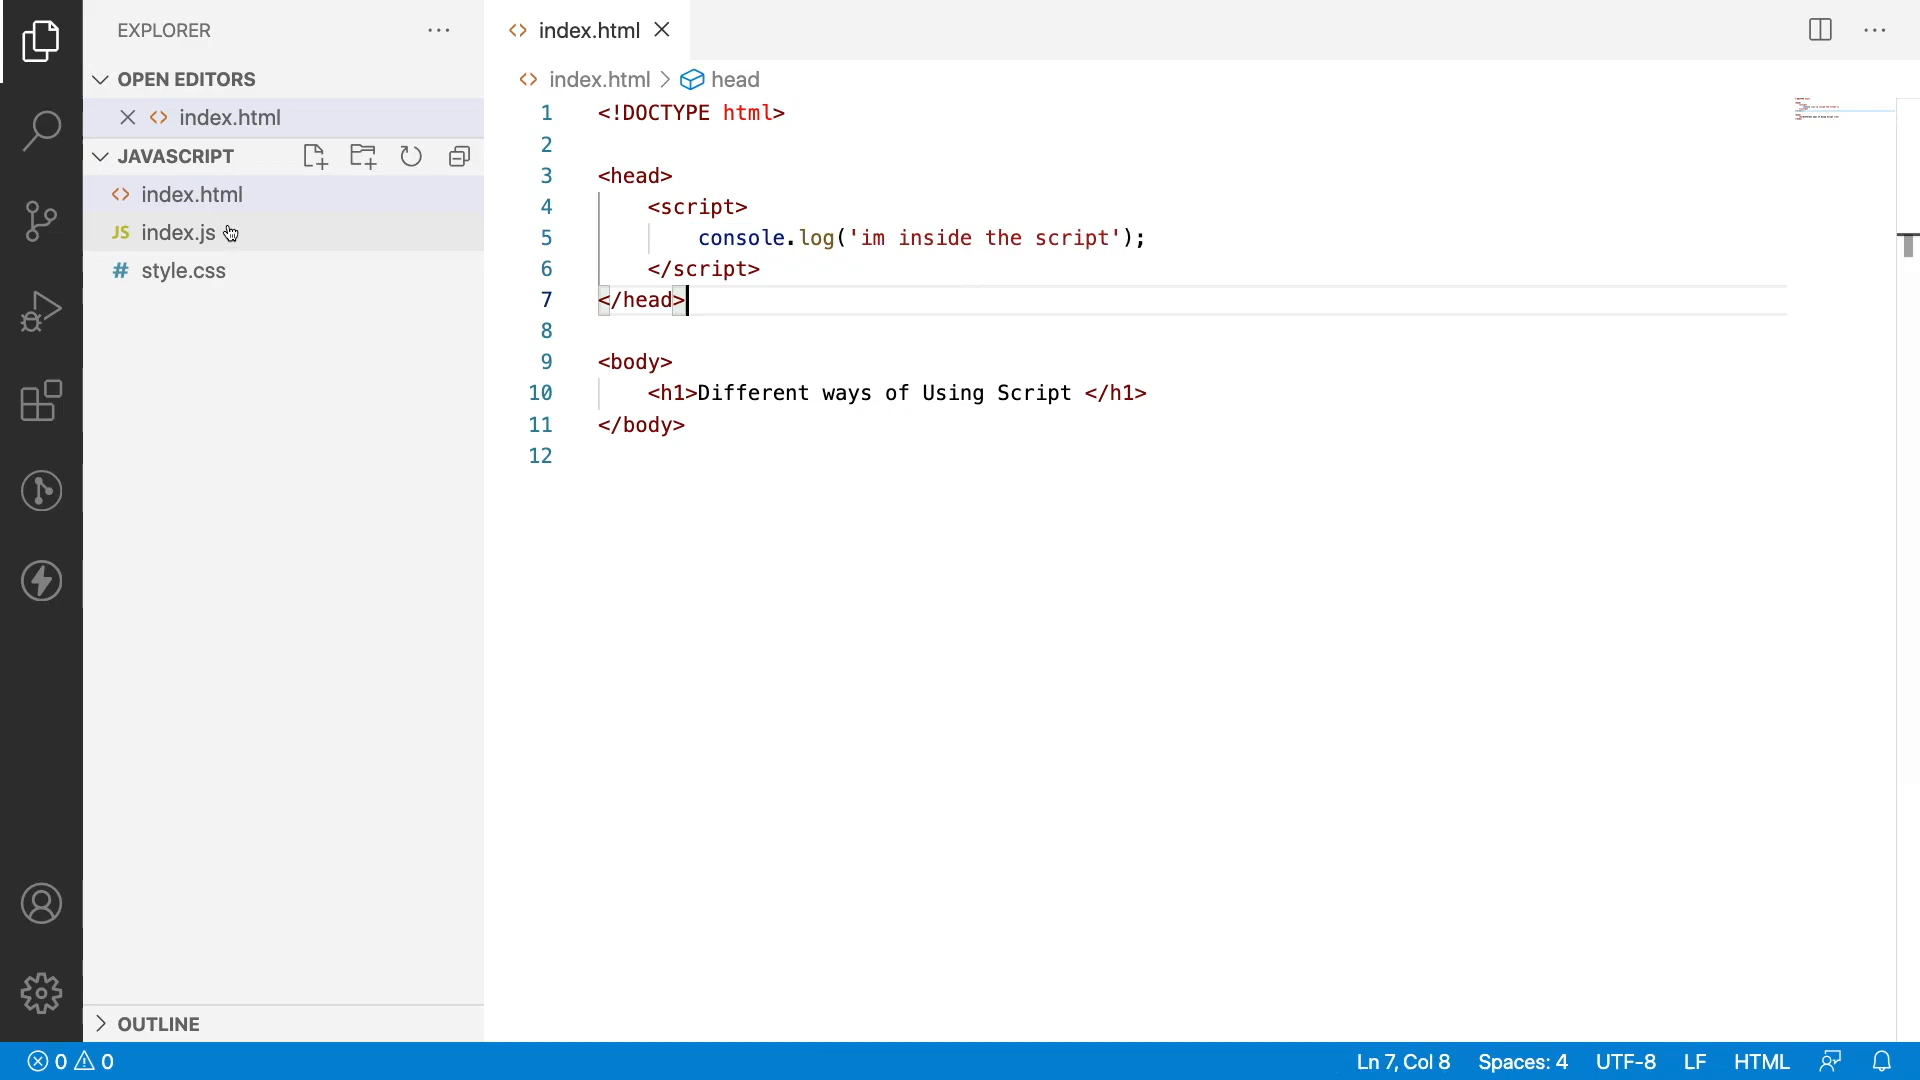 EXPLORER
OPEN EDITORS
index.html
JAVASCRIPT
index.html
JS index.js
# style.css
OUTLINE
index.html
index.html > head
1 <!DOCTYPE html>
2
3 <head>
4 <script>
5 console.log('im inside the script');
6 </script>
7 </head>
8
9 <body>
10 <h1>Different ways of Using Script </h1>
11 </body>
12
0 0
Ln 7, Col 8 Spaces: 4 UTF-8 LF HTML